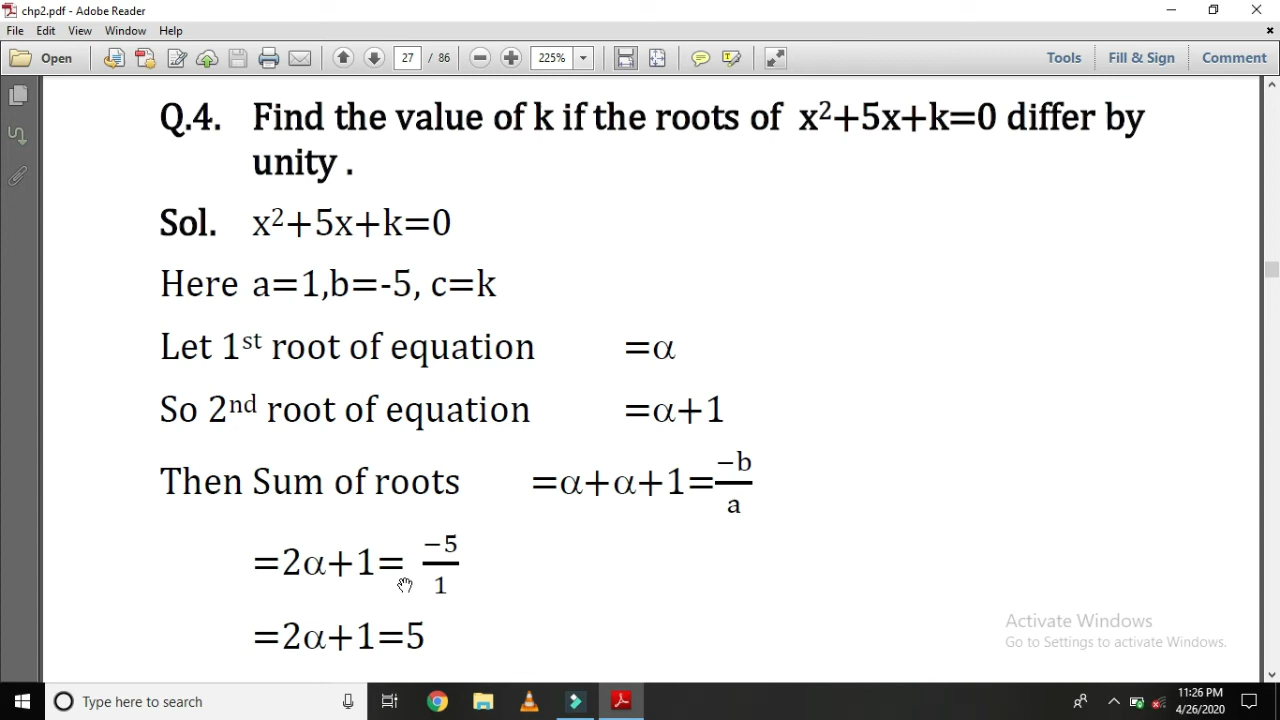 chp2.pdf - Adobe Reader
File Edit View Window Help
Open 27 / 86 225% Tools Fill & Sign Comment
Q.4. Find the value of k if the roots of x²+5x+k=0 differ by
unity .
Sol. x²+5x+k=0
Here a=1,b=-5, c=k
Let 1st root of equation =α
So 2nd root of equation =α+1
Then Sum of roots =α+α+1=−b/a
=2α+1= −5/1
=2α+1=5
Activate Windows
Go to Settings to activate Windows.
Type here to search
11:26 PM
4/26/2020